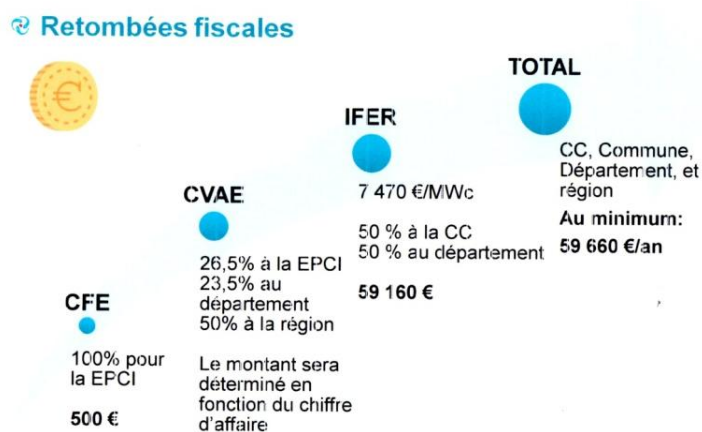 Retombées fiscales
€
CFE
100% pour
la EPCI
500 €
CVAE
26,5% à la EPCI
23,5% au
département
50% à la région
Le montant sera
déterminé en
fonction du chiffre
d'affaire
IFER
7 470 €/MWc
50 % à la CC
50 % au département
59 160 €
TOTAL
CC, Commune,
Département, et
région
Au minimum:
59 660 €/an